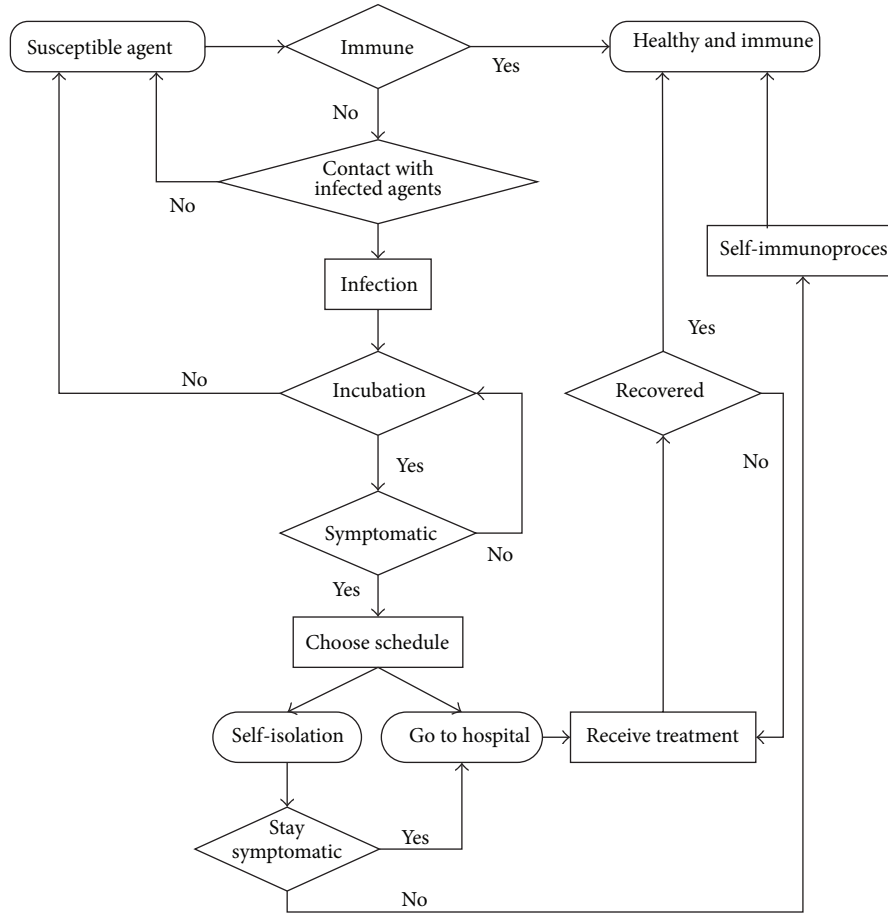 Susceptible agent
Immune
Healthy and immune
Yes
No
Contact with
infected agents
No
Self-immunoproces
Infection
Yes
No
Incubation
Recovered
Yes
No
Symptomatic
No
Yes
Choose schedule
Self-isolation
Go to hospital
Receive treatment
Stay
symptomatic
Yes
No